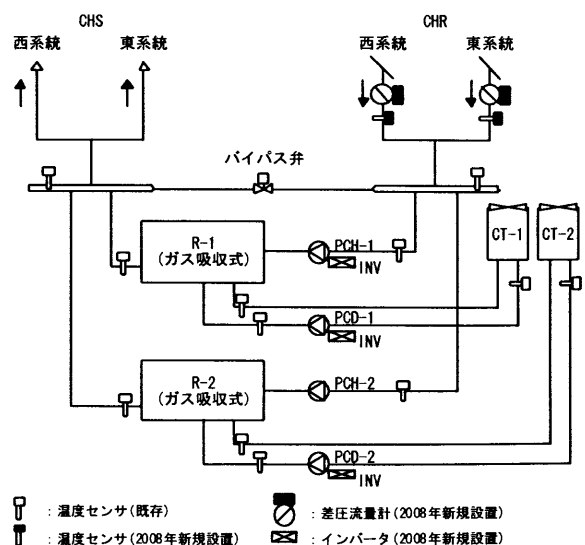 CHS
CHR
西系統
東系統
西系統
東系統
バイパス弁
R-1
(ガス吸収式)
PCH-1
INV
CT-1
CT-2
PCD-1
INV
R-2
(ガス吸収式)
PCH-2
PCD-2
INV
:温度センサ(既存)
:差圧流量計(2008年新規設置)
:温度センサ(2008年新規設置)
:インバータ(2008年新規設置)